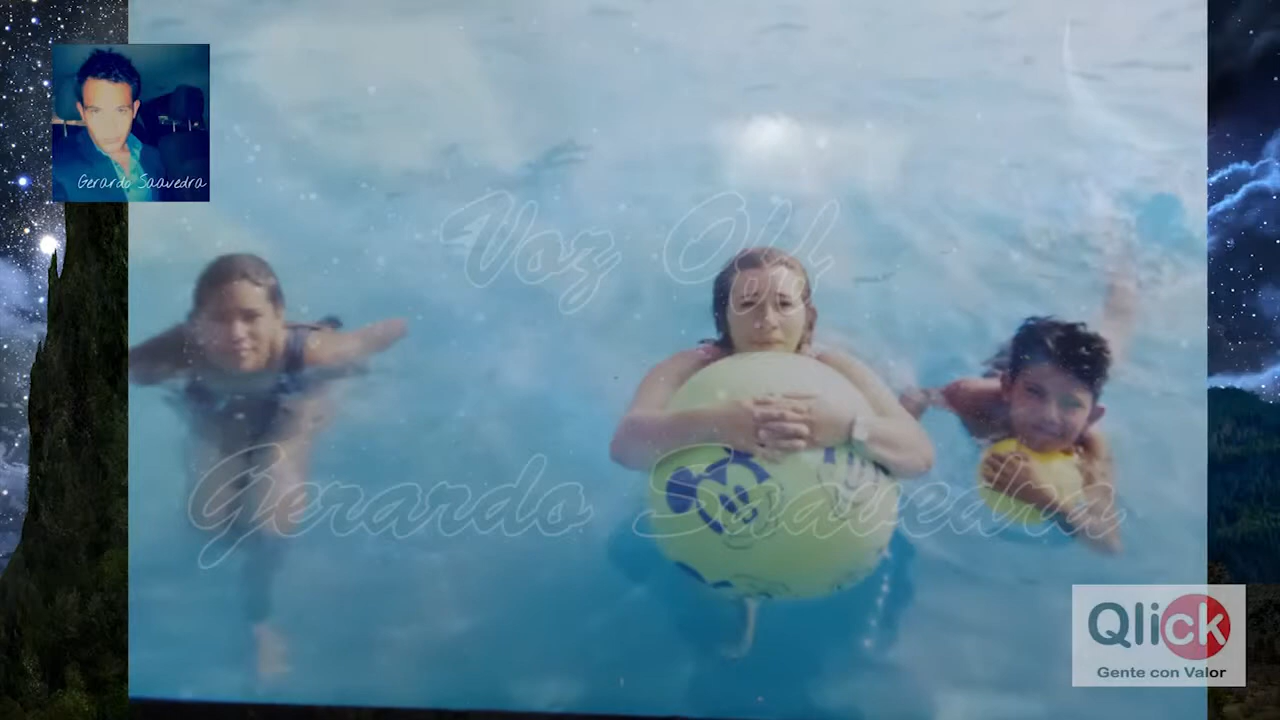 Gerardo Saavedra
Voz Off
Gerardo Saavedra
Qlick
Gente con Valor